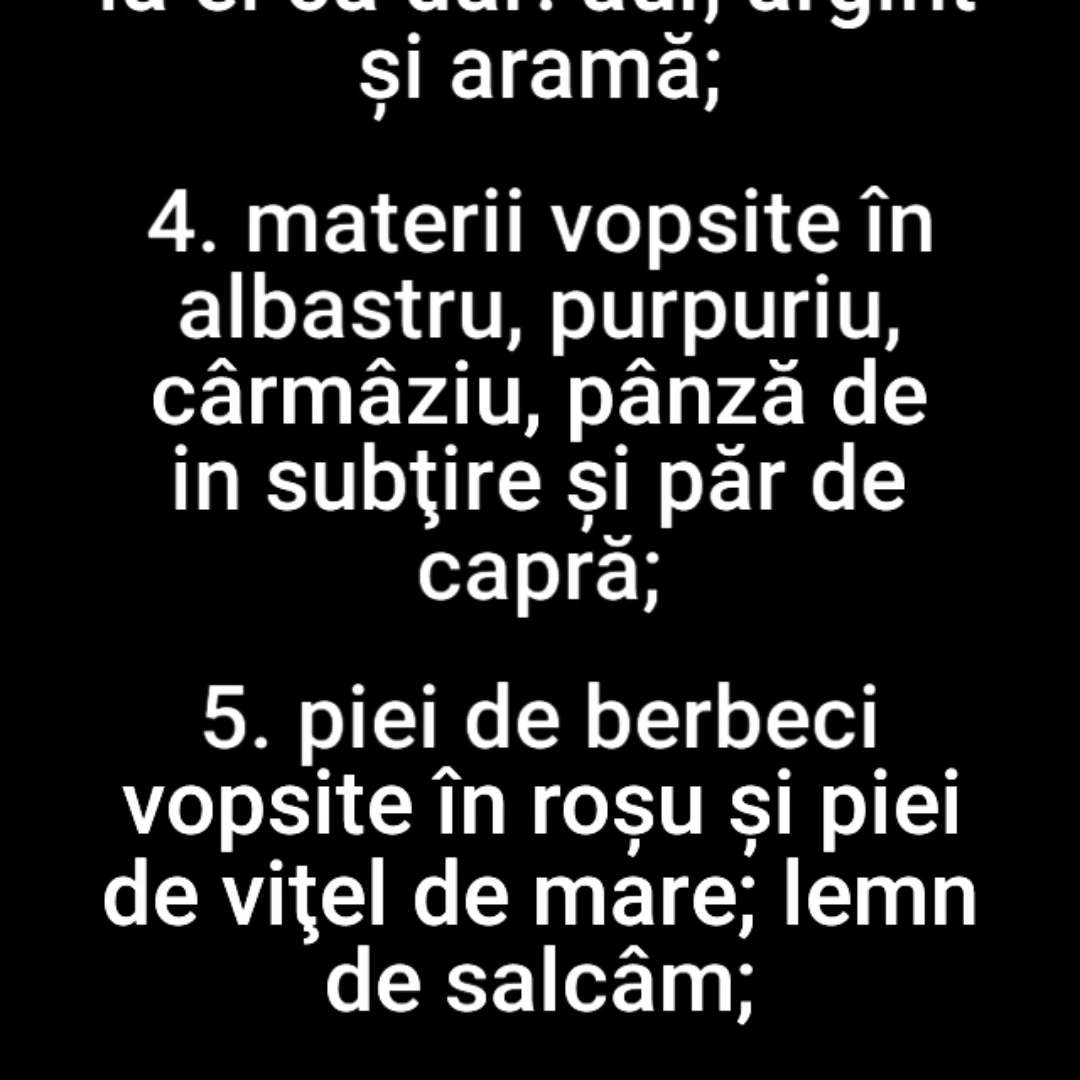 și aramă;
4. materii vopsite în
albastru, purpuriu,
cârmâziu, pânză de
in subţire și păr de
capră;
5. piei de berbeci
vopsite în roșu și piei
de viţel de mare; lemn
de salcâm;